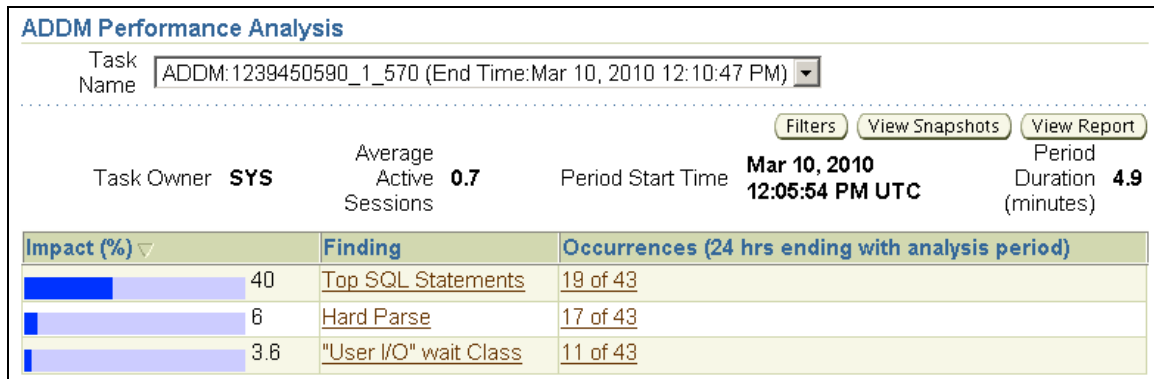 ADDM Performance Analysis
Task Name ADDM:1239450590_1_570 (End Time:Mar 10, 2010 12:10:47 PM)
Filters View Snapshots View Report
Task Owner SYS
Average Active Sessions 0.7
Period Start Time Mar 10, 2010 12:05:54 PM UTC
Period Duration (minutes) 4.9
Impact (%) Finding Occurrences (24 hrs ending with analysis period)
40 Top SQL Statements 19 of 43
6 Hard Parse 17 of 43
3.6 "User I/O" wait Class 11 of 43